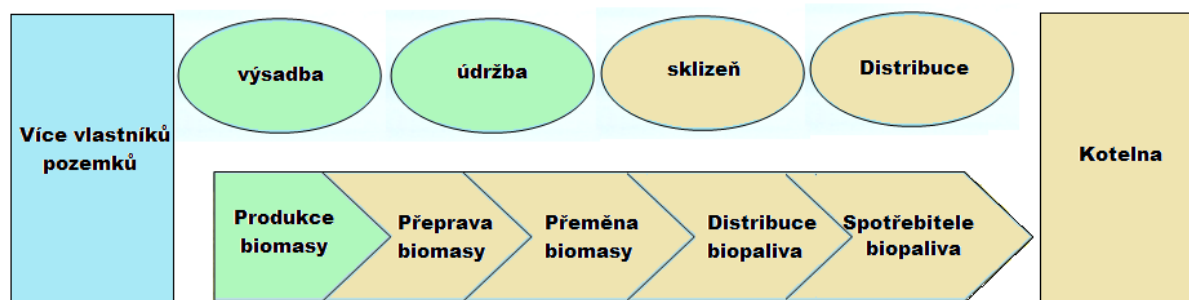 Více vlastníků
pozemků
výsadba
údržba
sklizeň
Distribuce
Produkce
biomasy
Přeprava
biomasy
Přeměna
biomasy
Distribuce
biopaliva
Spotřebitele
biopaliva
Kotelna